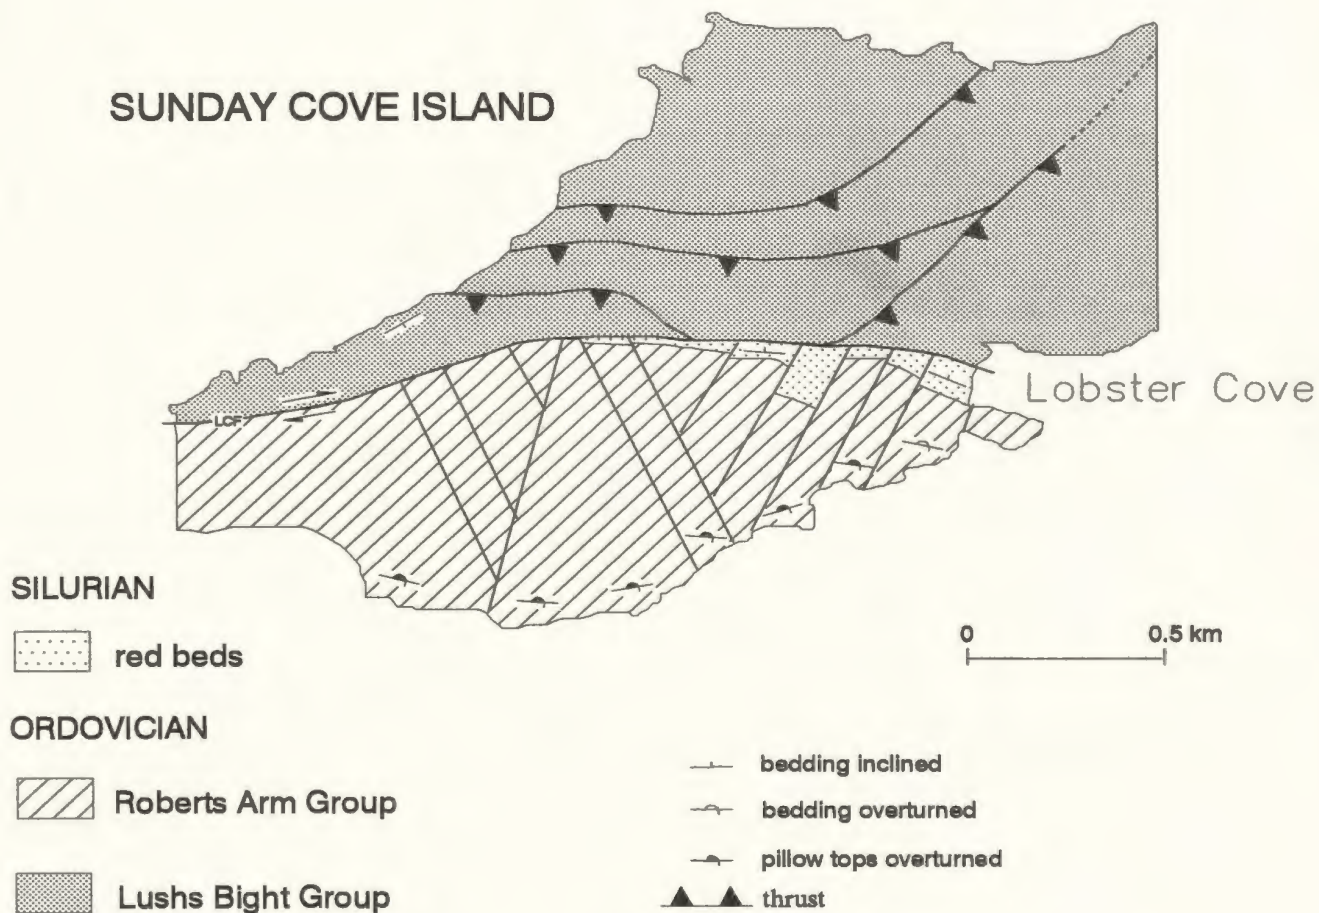 SUNDAY COVE ISLAND
LCF
Lobster Cove
SILURIAN
red beds
ORDOVICIAN
Roberts Arm Group
Lushs Bight Group
0 0.5 km
bedding inclined
bedding overturned
pillow tops overturned
thrust